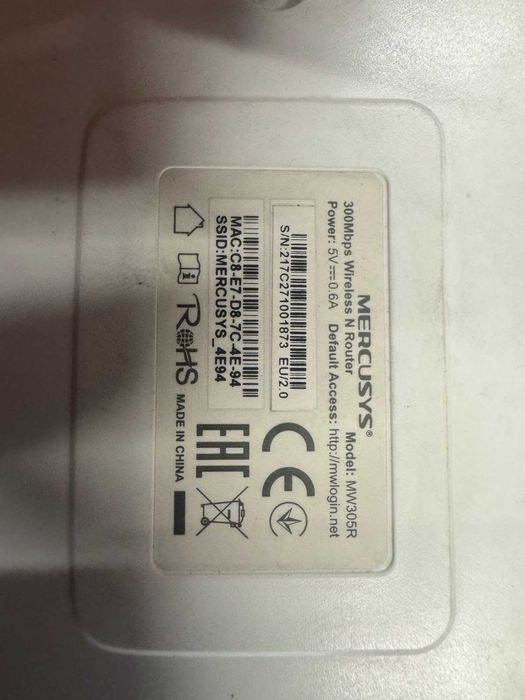 MERCUSYS®
300Mbps Wireless N Router Model: MW305R
Power: 5V⎓0.6A Default Access: http://mwlogin.net
S/N:217C271001873 EU/2.0
MAC:C8-E7-D8-7C-4E-94
SSID:MERCUSYS_4E94
CE
EAC
RoHS
MADE IN CHINA